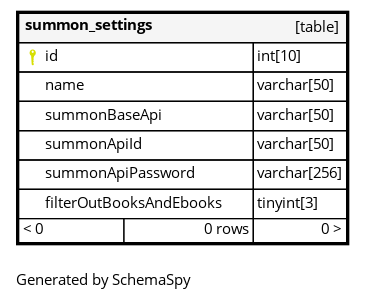 summon_settings [table]
id int[10]
name varchar[50]
summonBaseApi varchar[50]
summonApiId varchar[50]
summonApiPassword varchar[256]
filterOutBooksAndEbooks tinyint[3]
< 0 0 rows 0 >
Generated by SchemaSpy